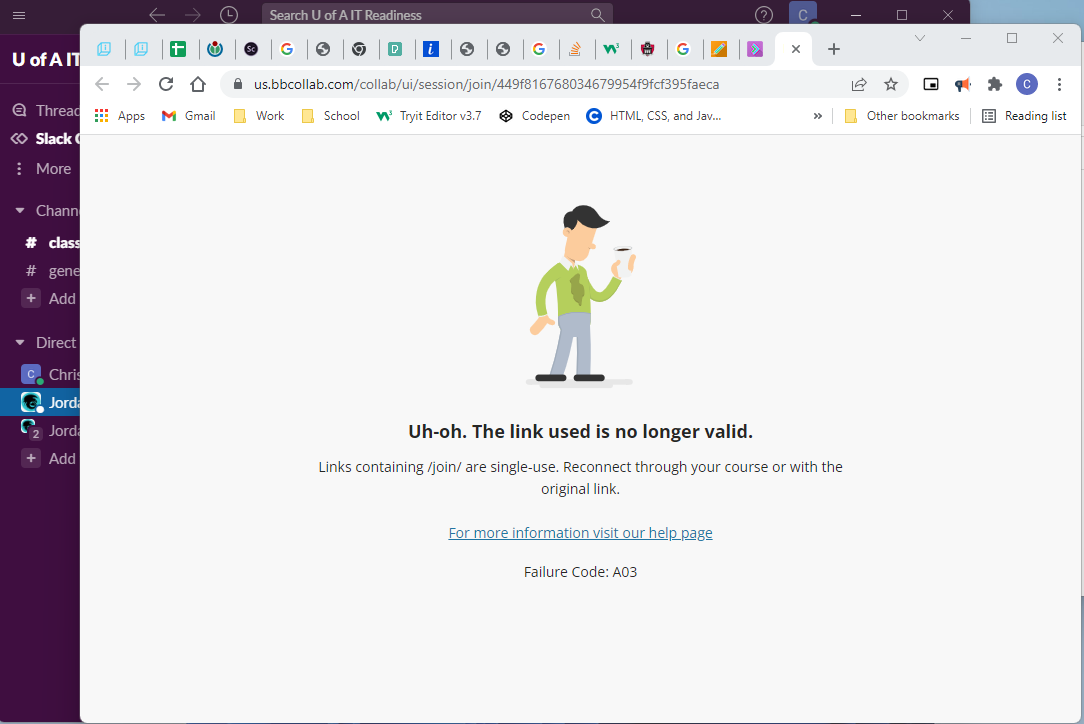 Search U of A IT Readiness
C
U of A IT
Thread
Slack C
More
Chann
# class
# gene
+ Add
Direct
C Chris
Jorda
2 Jorda
+ Add
us.bbcollab.com/collab/ui/session/join/449f816768034679954f9fcf395faeca
C
Apps
Gmail
Work
School
Tryit Editor v3.7
Codepen
HTML, CSS, and Jav...
»
Other bookmarks
Reading list
Uh-oh. The link used is no longer valid.
Links containing /join/ are single-use. Reconnect through your course or with the
original link.
For more information visit our help page
Failure Code: A03